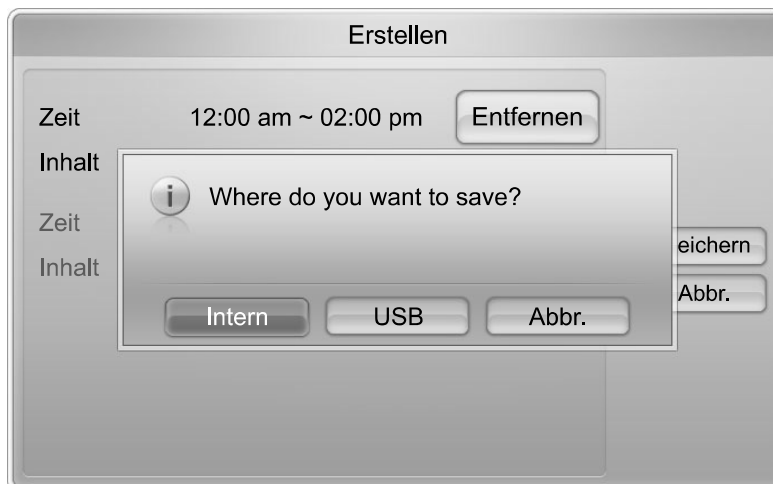 Erstellen
Zeit 12:00 am ~ 02:00 pm Entfernen
Inhalt
Where do you want to save?
Zeit
Inhalt
eichern
Abbr.
Intern USB Abbr.